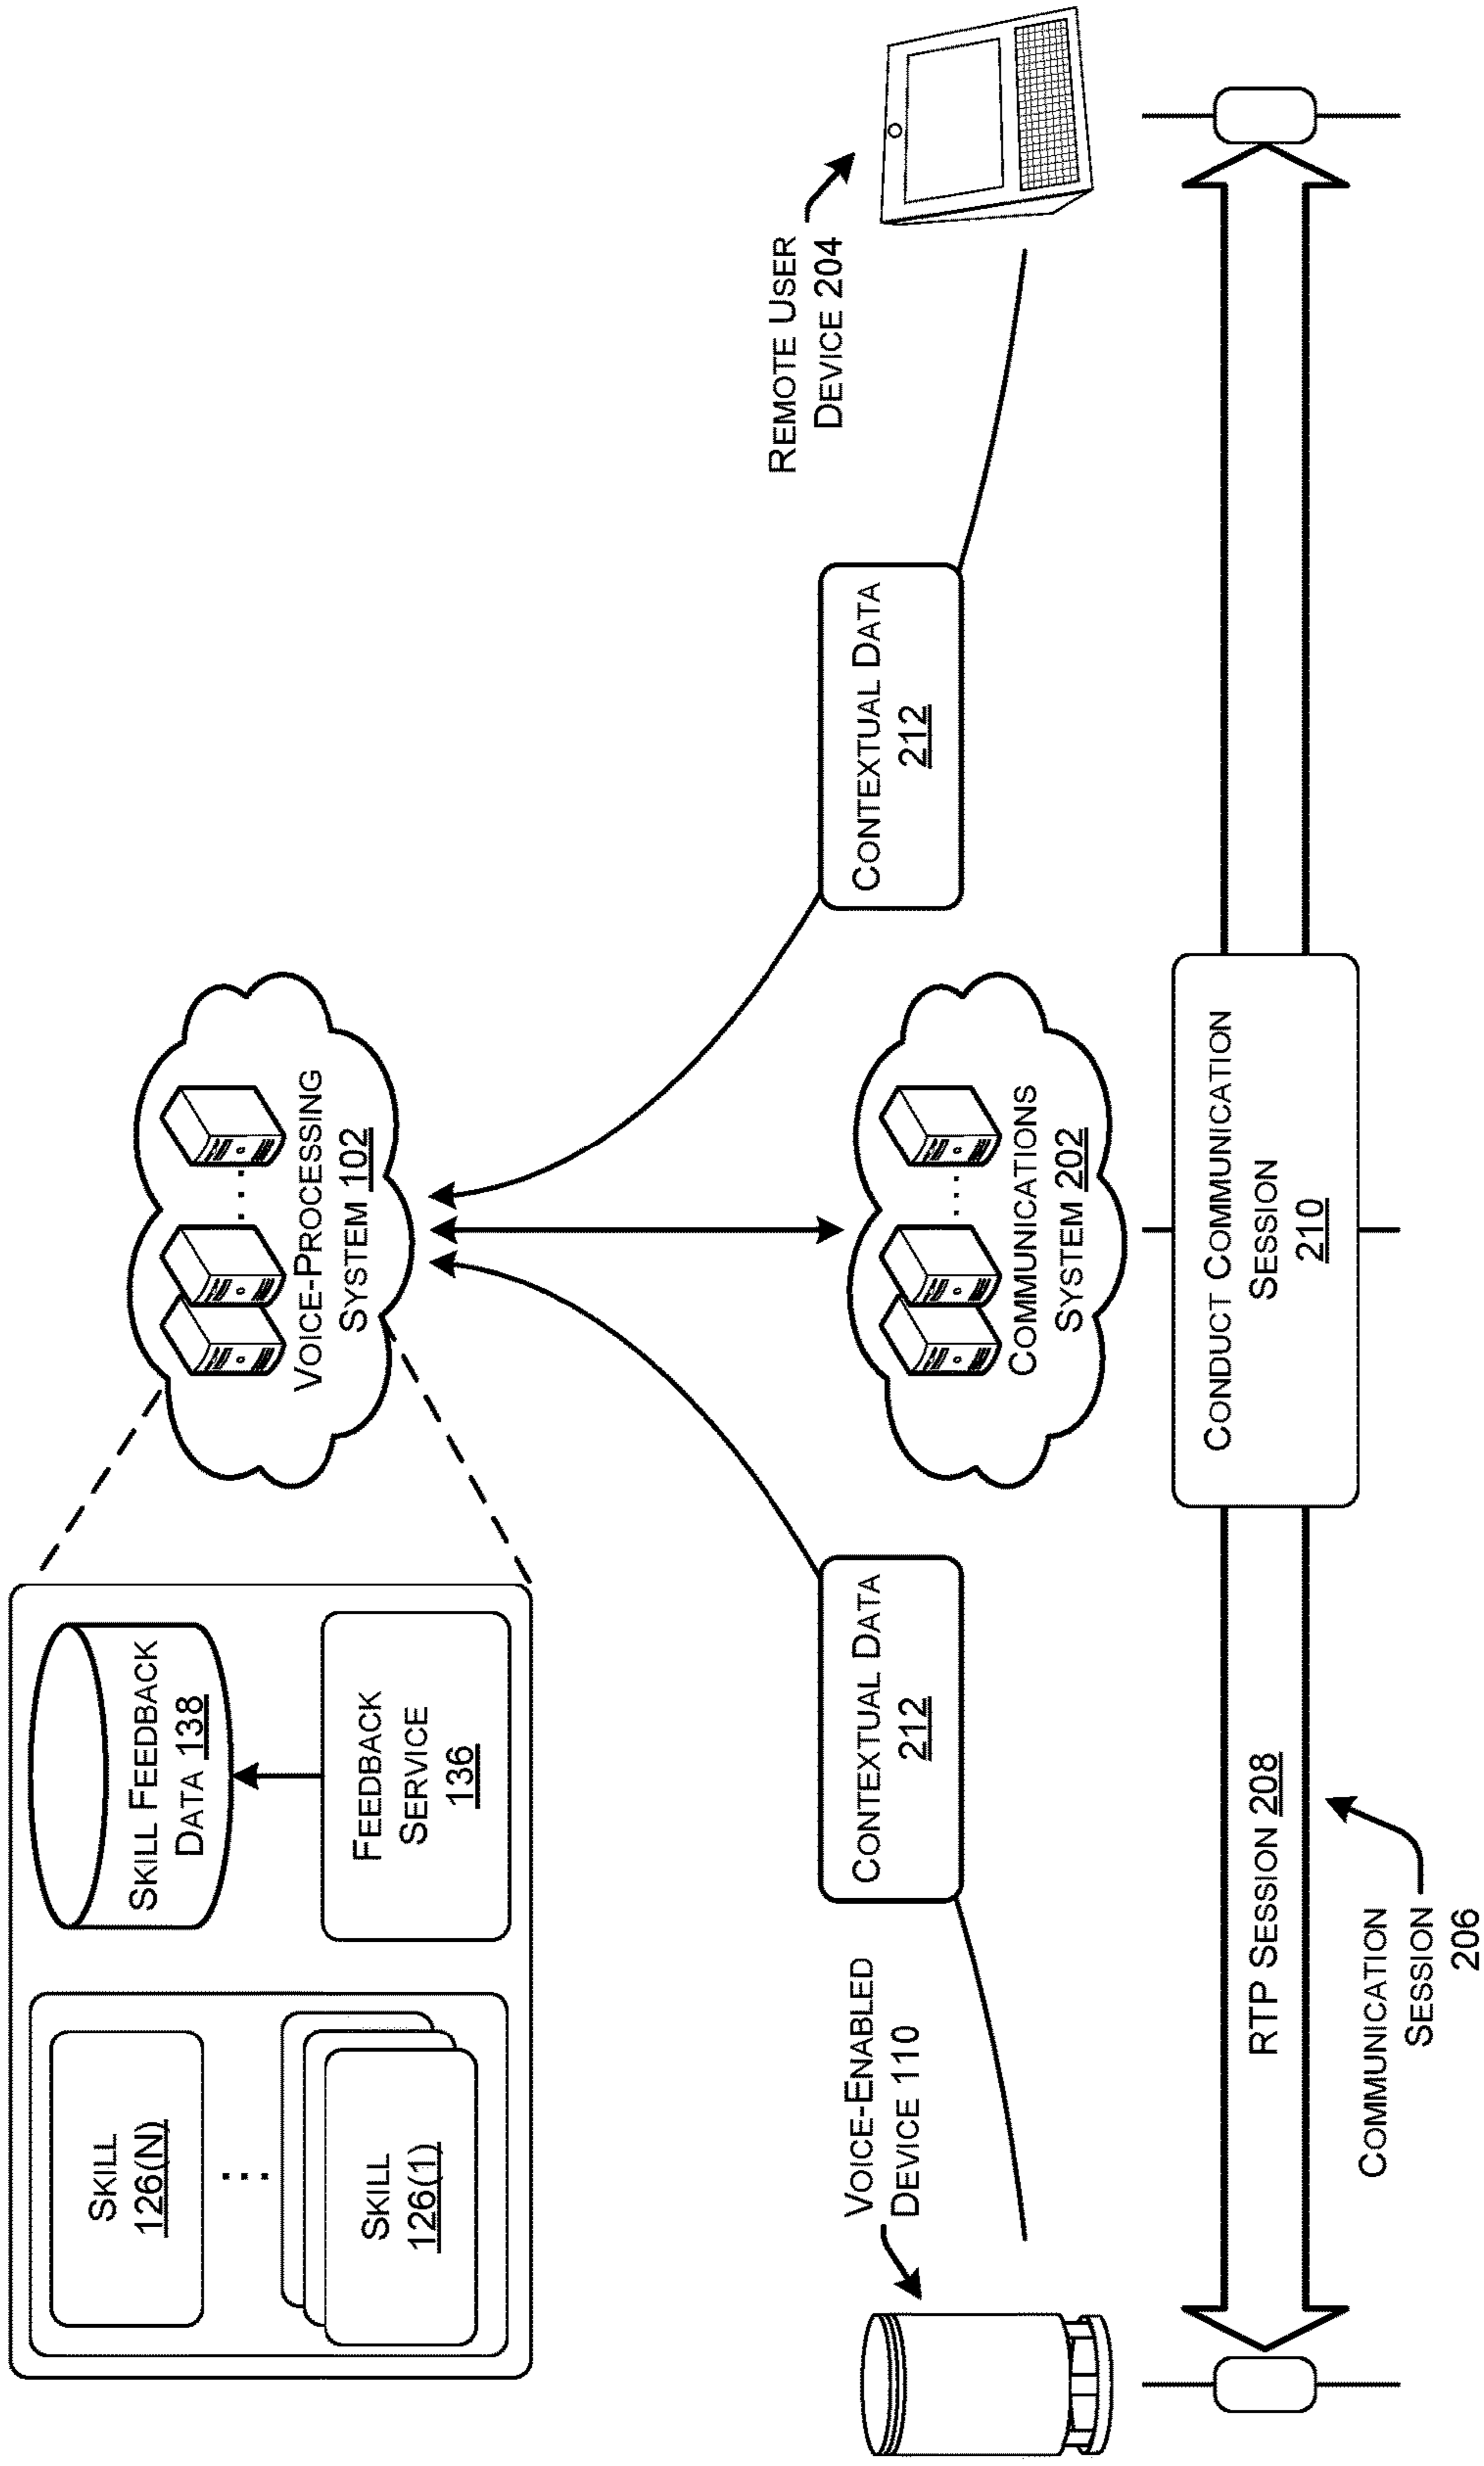 SKILL
126(N)
...
SKILL
126(1)
SKILL FEEDBACK
DATA 138
FEEDBACK
SERVICE
136
VOICE-PROCESSING
SYSTEM 102
VOICE-ENABLED
DEVICE 110
CONTEXTUAL DATA
212
COMMUNICATIONS
SYSTEM 202
CONTEXTUAL DATA
212
REMOTE USER
DEVICE 204
RTP SESSION 208
CONDUCT COMMUNICATION
SESSION
210
COMMUNICATION
SESSION
206